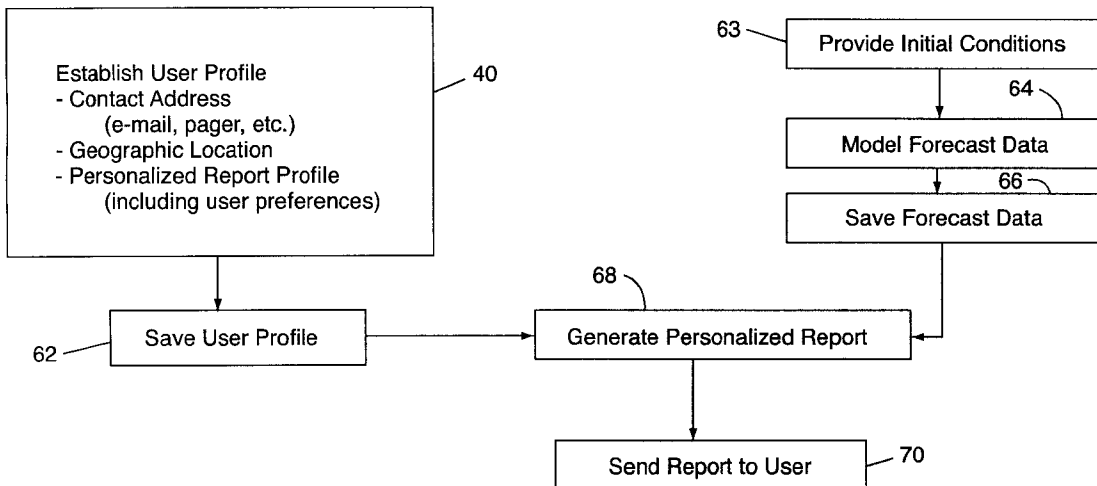 Establish User Profile
- Contact Address
(e-mail, pager, etc.)
- Geographic Location
- Personalized Report Profile
(including user preferences)
40
63
Provide Initial Conditions
64
Model Forecast Data
66
Save Forecast Data
62
Save User Profile
68
Generate Personalized Report
Send Report to User
70